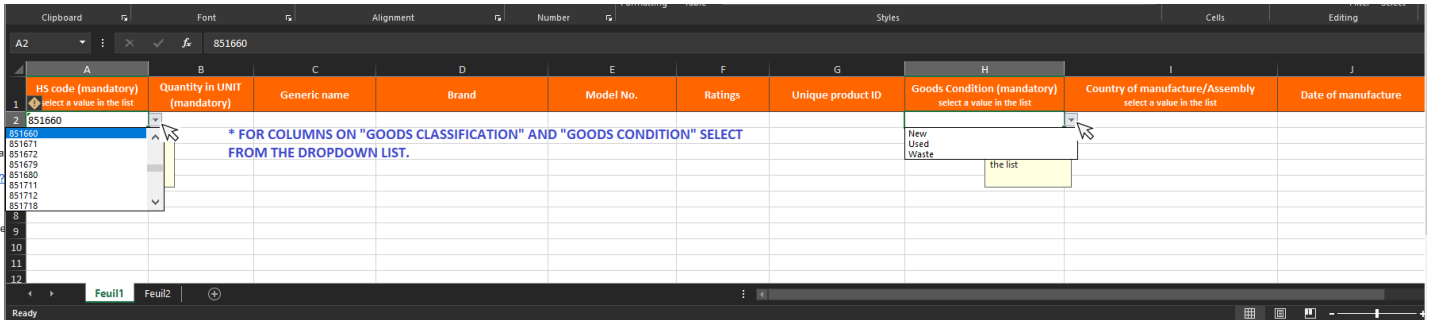 Clipboard
Font
Alignment
Number
Styles
Cells
Editing
A2
fx
851660
A B C D E F G H I J
HS code (mandatory)
select a value in the list
Quantity in UNIT
(mandatory)
Generic name
Brand
Model No.
Ratings
Unique product ID
Goods Condition (mandatory)
select a value in the list
Country of manufacture/Assembly
select a value in the list
Date of manufacture
1
2 851660
851660
851671
851672
851679
851680
851711
851712
851718
* FOR COLUMNS ON "GOODS CLASSIFICATION" AND "GOODS CONDITION" SELECT
FROM THE DROPDOWN LIST.
New
Used
Waste
the list
8
9
10
11
12
Feuil1 Feuil2
Ready